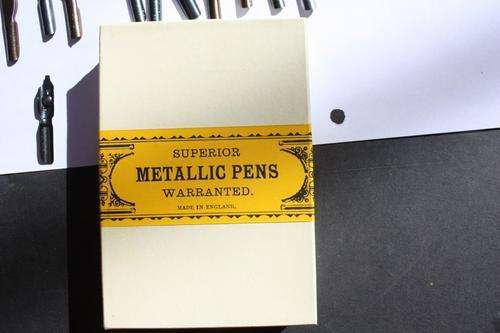 SUPERIOR
METALLIC PENS
WARRANTED.
MADE IN ENGLAND,